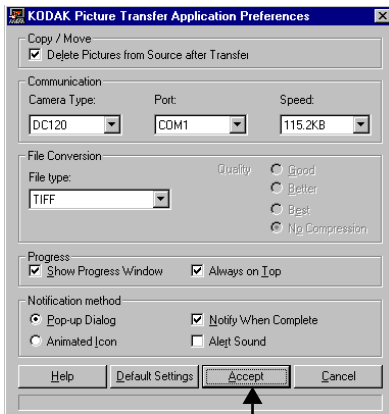 KODAK Picture Transfer Application Preferences
Copy / Move
Delete Pictures from Source after Transfer
Communication
Camera Type: Port: Speed:
DC120 COM1 115.2KB
File Conversion
Quality Good
File type: Better
TIFF Best
No Compression
Progress
Show Progress Window Always on Top
Notification method
Pop-up Dialog Notify When Complete
Animated Icon Alert Sound
Help Default Settings Accept Cancel